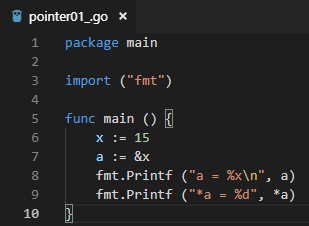 pointer01_.go ×
1 package main
2
3 import ("fmt")
4
5 func main () {
6 x := 15
7 a := &x
8 fmt.Printf ("a = %x\n", a)
9 fmt.Printf ("*a = %d", *a)
10 }